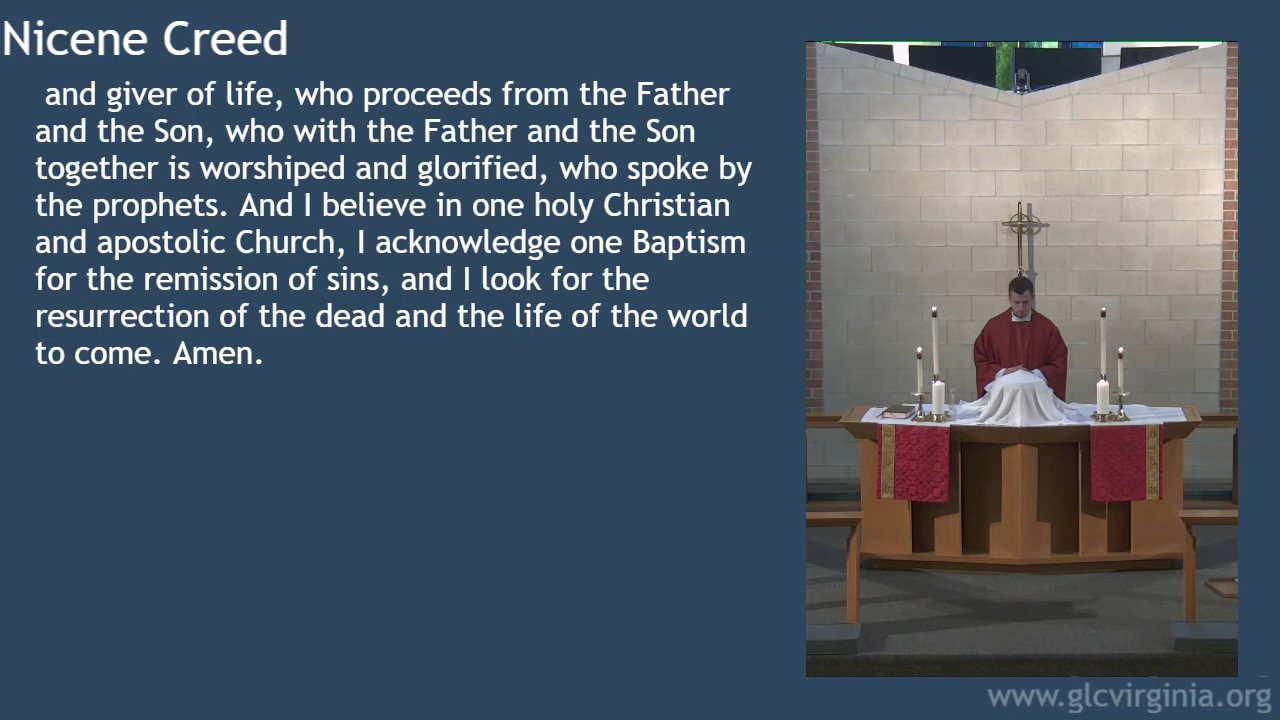 Nicene Creed
and giver of life, who proceeds from the Father
and the Son, who with the Father and the Son
together is worshiped and glorified, who spoke by
the prophets. And I believe in one holy Christian
and apostolic Church, I acknowledge one Baptism
for the remission of sins, and I look for the
resurrection of the dead and the life of the world
to come. Amen.
www.glcvirginia.org